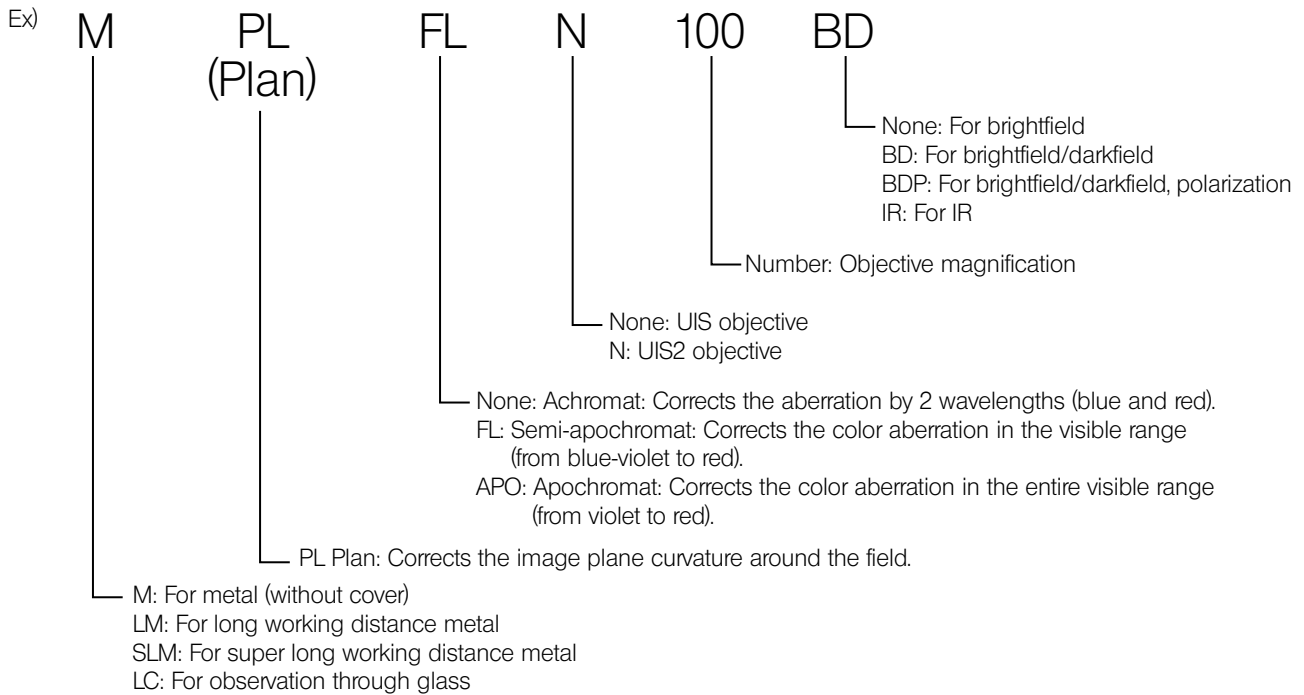 Ex)
M PL FL N 100 BD
(Plan)
None: For brightfield
BD: For brightfield/darkfield
BDP: For brightfield/darkfield, polarization
IR: For IR
Number: Objective magnification
None: UIS objective
N: UIS2 objective
None: Achromat: Corrects the aberration by 2 wavelengths (blue and red).
FL: Semi-apochromat: Corrects the color aberration in the visible range
(from blue-violet to red).
APO: Apochromat: Corrects the color aberration in the entire visible range
(from violet to red).
PL Plan: Corrects the image plane curvature around the field.
M: For metal (without cover)
LM: For long working distance metal
SLM: For super long working distance metal
LC: For observation through glass